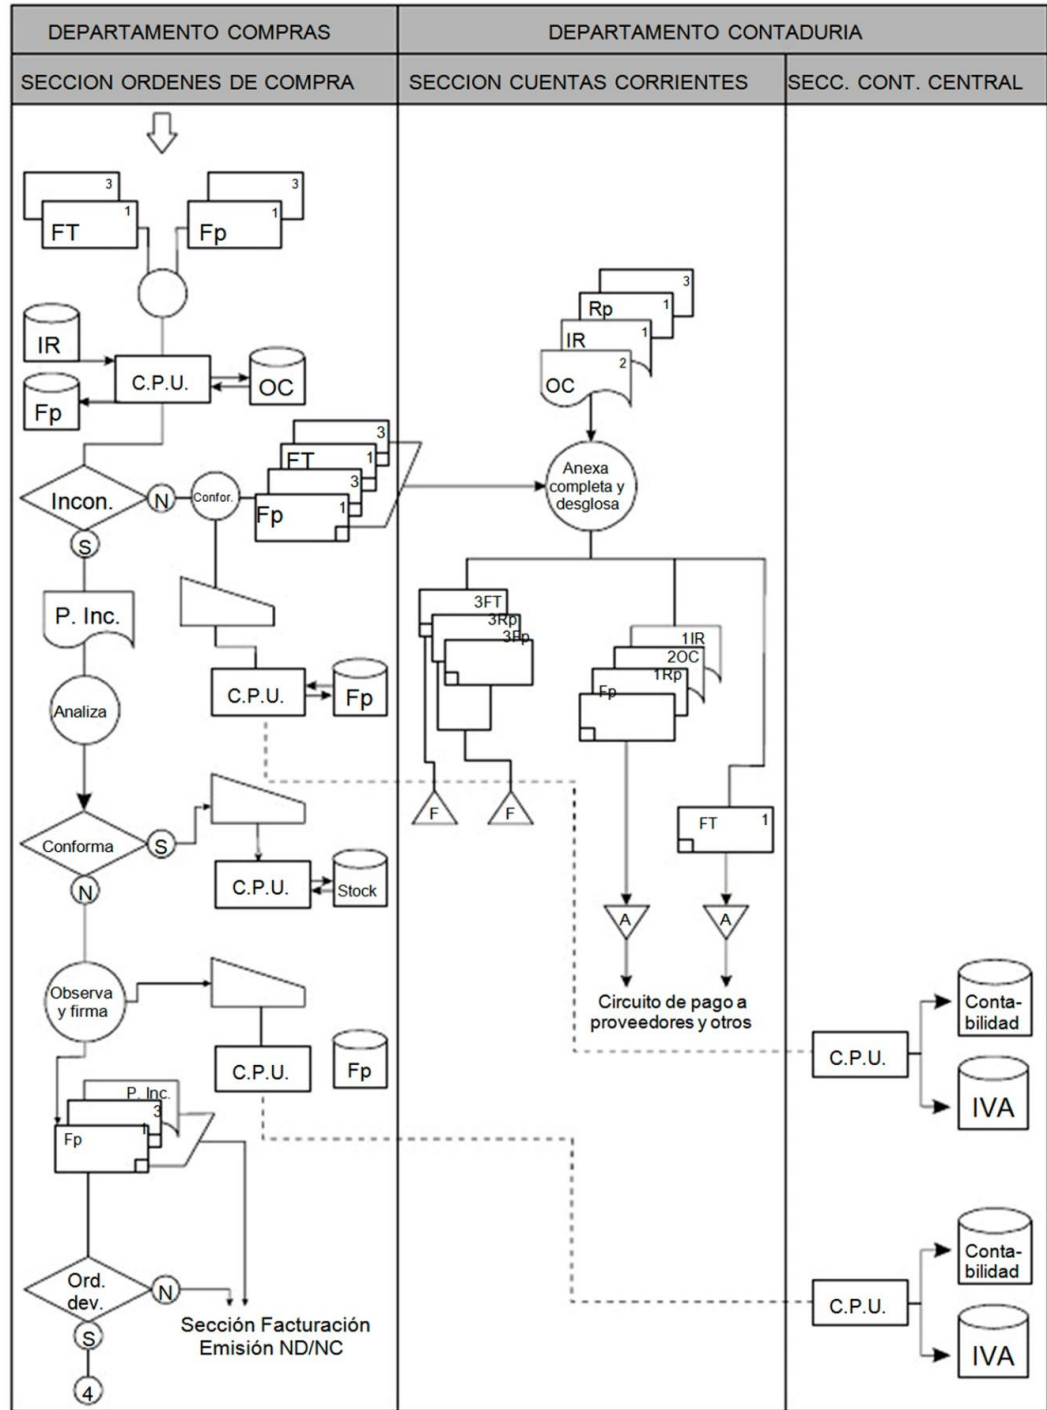 DEPARTAMENTO COMPRAS
DEPARTAMENTO CONTADURIA
SECCION ORDENES DE COMPRA
SECCION CUENTAS CORRIENTES
SECC. CONT. CENTRAL
3
1
FT
3
1
Fp
IR
C.P.U.
OC
Fp
Incon.
N
Confor.
3
FT
1
3
Fp
1
S
P. Inc.
Analiza
C.P.U.
Fp
Conforma
S
C.P.U.
Stock
N
Observa
y firma
C.P.U.
Fp
P. Inc.
3
1
Fp
Ord.
dev.
N
Sección Facturación
Emisión ND/NC
S
4
3
Rp
1
IR
1
2
OC
Anexa
completa y
desglosa
3FT
3Rp
3Fp
F
F
1IR
2OC
1Rp
Fp
FT
1
A
A
Circuito de pago a
proveedores y otros
C.P.U.
Conta-
bilidad
IVA
C.P.U.
Conta-
bilidad
IVA